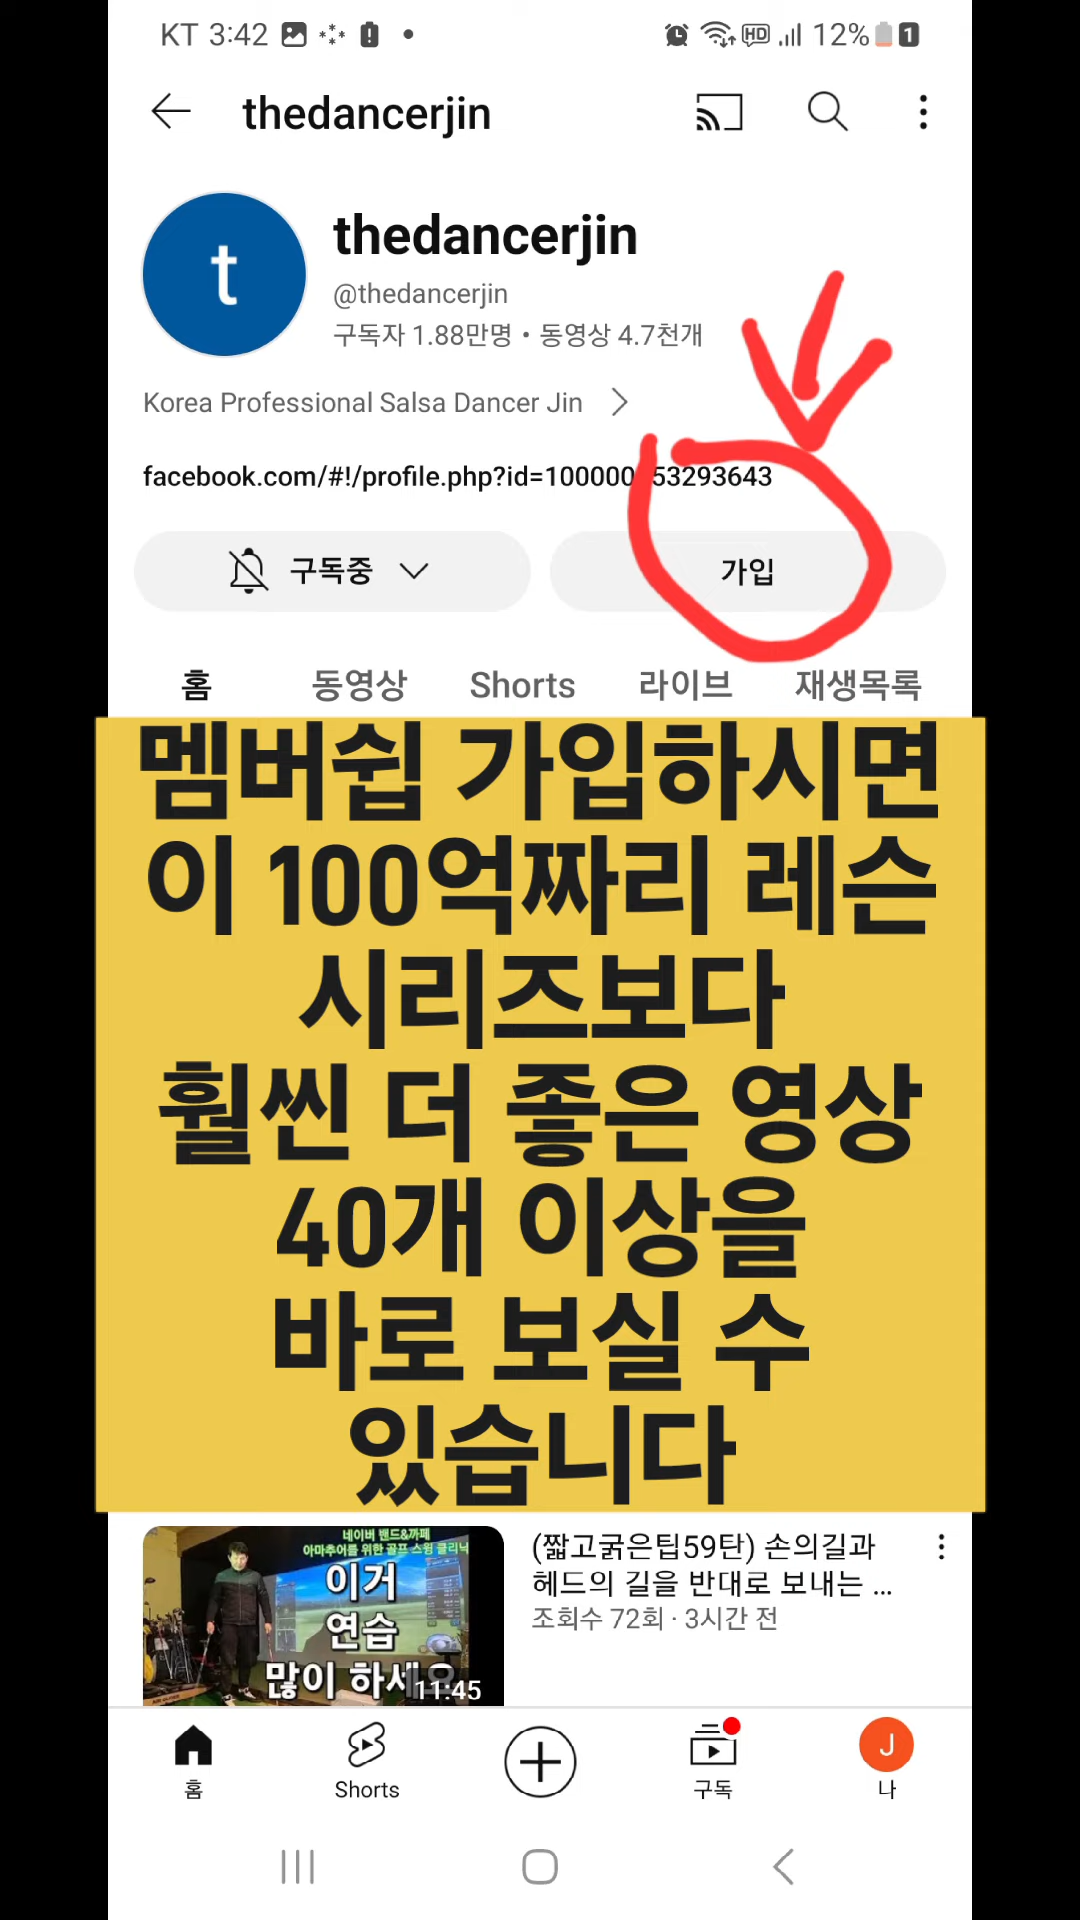 KT 3:42
HD 12% 1
thedancerjin
t
thedancerjin
@thedancerjin
구독자 1.88만명 • 동영상 4.7천개
Korea Professional Salsa Dancer Jin
facebook.com/#!/profile.php?id=100000 53293643
구독중
가입
홈 동영상 Shorts 라이브 재생목록
멤버쉽 가입하시면
이 100억짜리 레슨
시리즈보다
훨씬 더 좋은 영상
40개 이상을
바로 보실 수
있습니다
네이버 밴드&까페
아마추어를 위한 골프 스윙 클리닉
이거
연습
많이 하세요
11:45
(짧고굵은팁59탄) 손의길과
헤드의 길을 반대로 보내는 ...
조회수 72회 · 3시간 전
홈 Shorts 구독 나
J